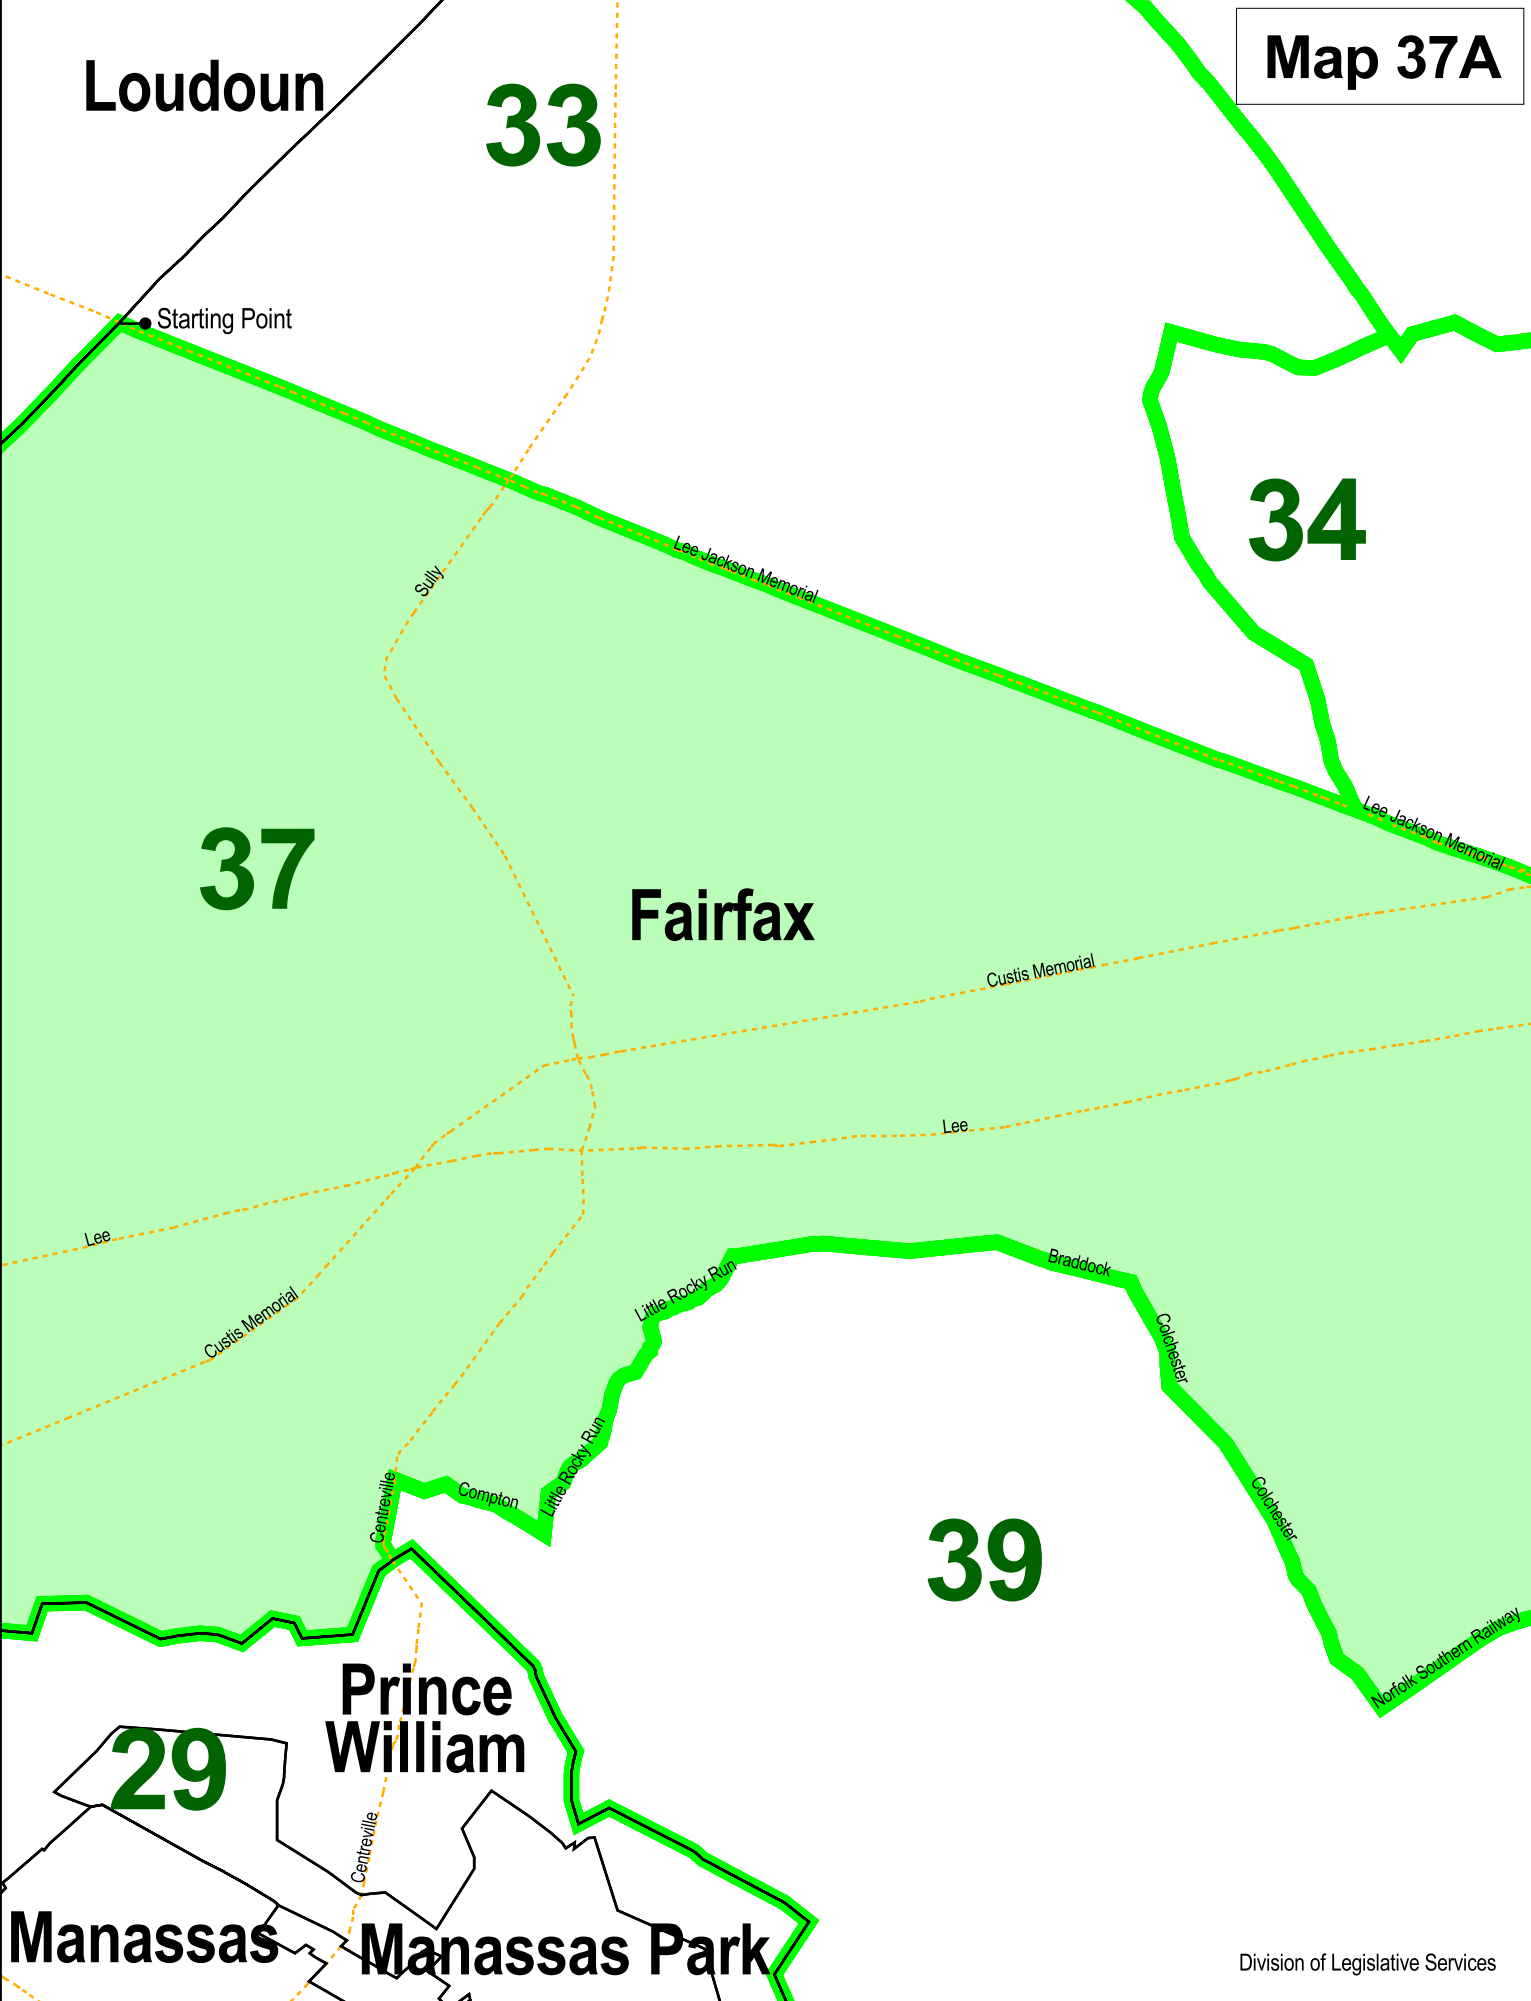 Map 37A
Loudoun
33
Starting Point
34
Sully
Lee Jackson Memorial
Lee Jackson Memorial
37
Fairfax
Custis Memorial
Lee
Lee
Custis Memorial
Little Rocky Run
Braddock
Colchester
Little Rocky Run
Compton
Centreville
Colchester
39
Norfolk Southern Railway
Prince
William
29
Centreville
Manassas
Manassas Park
Division of Legislative Services